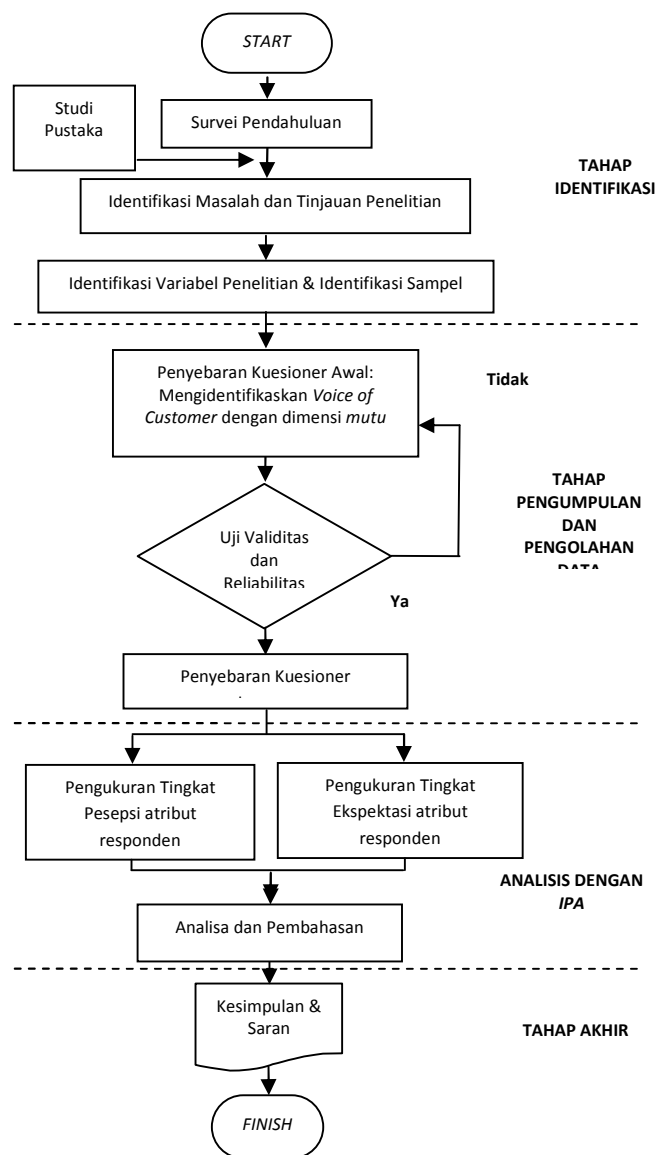 START
Studi
Pustaka
Survei Pendahuluan
TAHAP
IDENTIFIKASI
Identifikasi Masalah dan Tinjauan Penelitian
Identifikasi Variabel Penelitian & Identifikasi Sampel
Penyebaran Kuesioner Awal:
Mengidentifikaskan Voice of
Customer dengan dimensi mutu
Tidak
TAHAP
PENGUMPULAN
DAN
PENGOLAHAN
DATA
Uji Validitas
dan
Reliabilitas
Ya
Penyebaran Kuesioner
Pengukuran Tingkat
Pesepsi atribut
responden
Pengukuran Tingkat
Ekspektasi atribut
responden
ANALISIS DENGAN
IPA
Analisa dan Pembahasan
Kesimpulan &
Saran
TAHAP AKHIR
FINISH